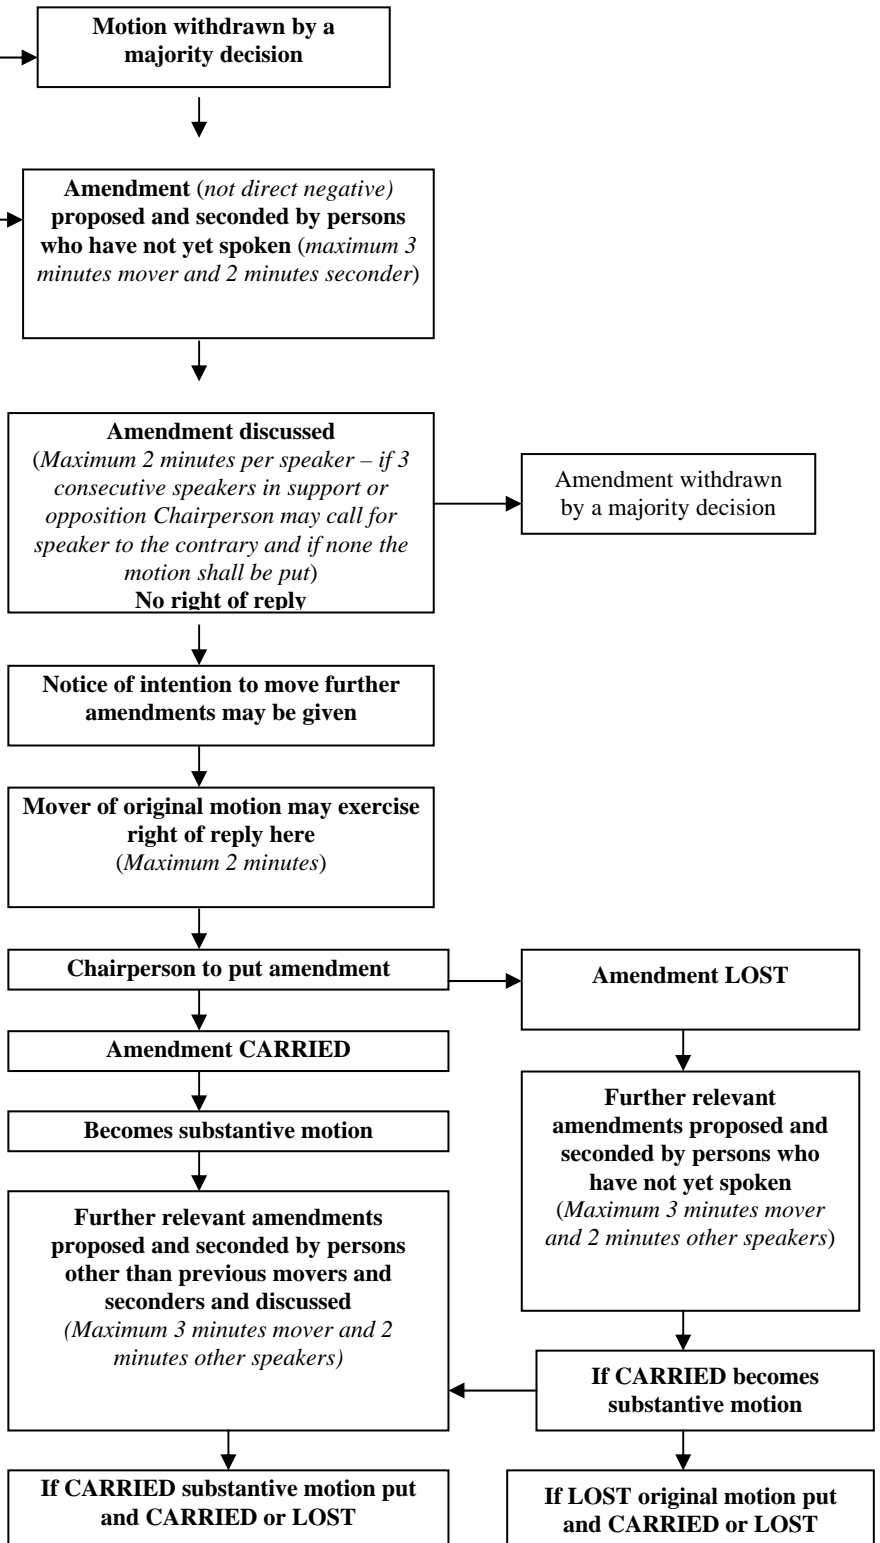 Motion withdrawn by a
majority decision
Amendment (not direct negative)
proposed and seconded by persons
who have not yet spoken (maximum 3
minutes mover and 2 minutes seconder)
Amendment discussed
(Maximum 2 minutes per speaker – if 3
consecutive speakers in support or
opposition Chairperson may call for
speaker to the contrary and if none the
motion shall be put)
No right of reply
Amendment withdrawn
by a majority decision
Notice of intention to move further
amendments may be given
Mover of original motion may exercise
right of reply here
(Maximum 2 minutes)
Chairperson to put amendment
Amendment LOST
Amendment CARRIED
Becomes substantive motion
Further relevant
amendments proposed and
seconded by persons who
have not yet spoken
(Maximum 3 minutes mover
and 2 minutes other speakers)
Further relevant amendments
proposed and seconded by persons
other than previous movers and
seconders and discussed
(Maximum 3 minutes mover and 2
minutes other speakers)
If CARRIED becomes
substantive motion
If CARRIED substantive motion put
and CARRIED or LOST
If LOST original motion put
and CARRIED or LOST